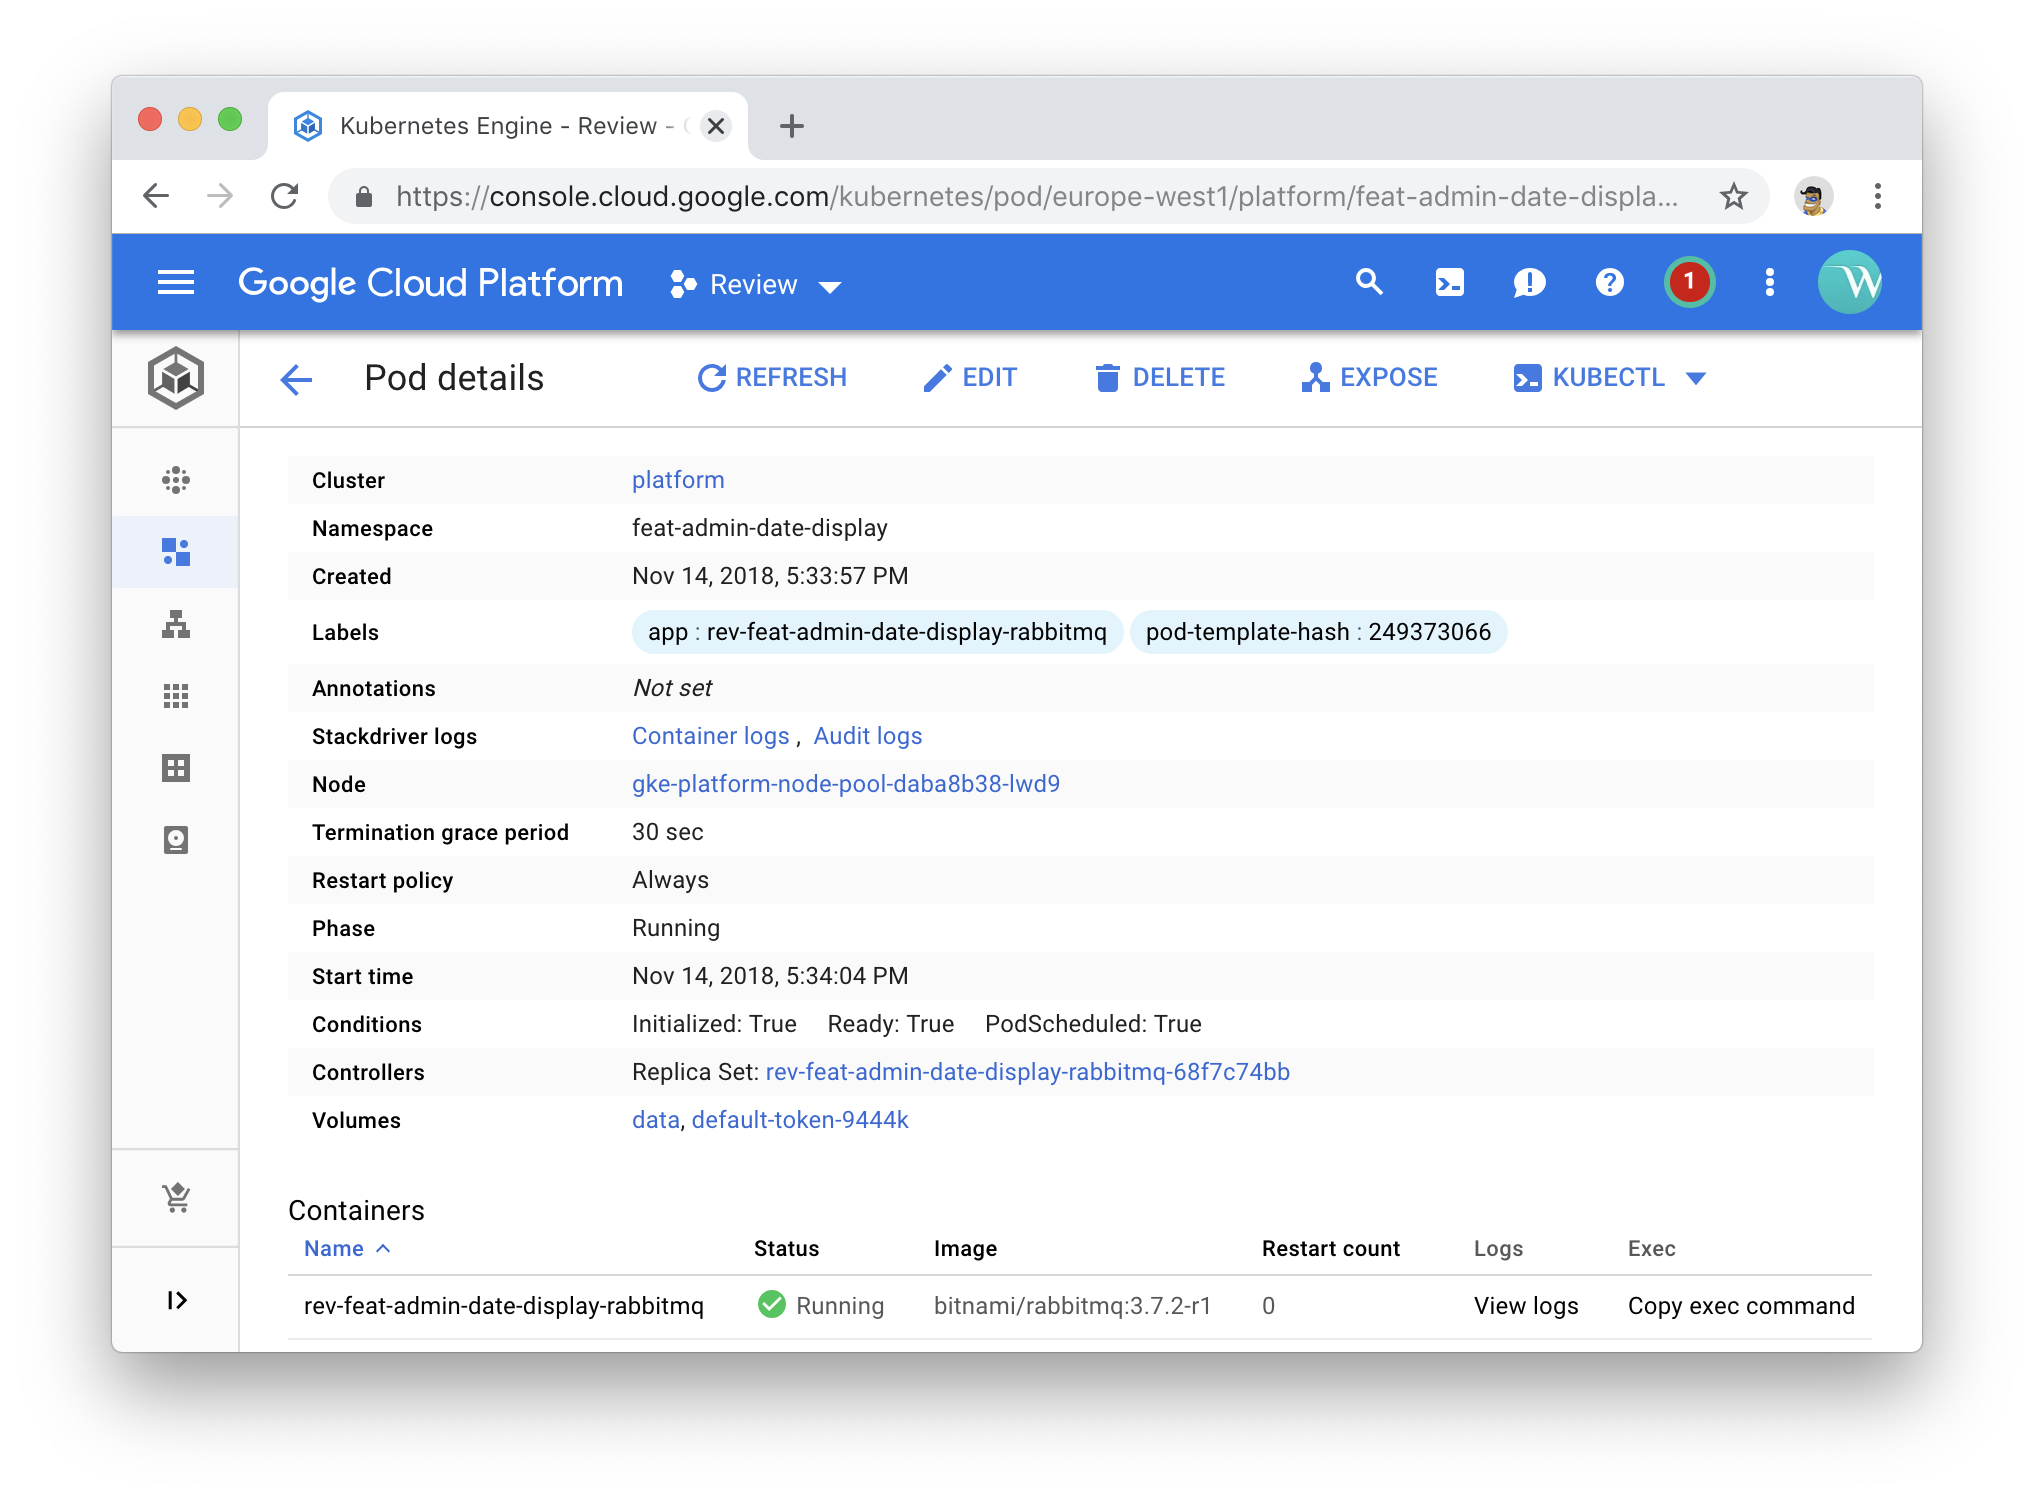 Kubernetes Engine - Review -
https://console.cloud.google.com/kubernetes/pod/europe-west1/platform/feat-admin-date-displa...
Google Cloud Platform Review 1 W
Pod details REFRESH EDIT DELETE EXPOSE KUBECTL
Cluster platform
Namespace feat-admin-date-display
Created Nov 14, 2018, 5:33:57 PM
Labels app : rev-feat-admin-date-display-rabbitmq pod-template-hash : 249373066
Annotations Not set
Stackdriver logs Container logs , Audit logs
Node gke-platform-node-pool-daba8b38-lwd9
Termination grace period 30 sec
Restart policy Always
Phase Running
Start time Nov 14, 2018, 5:34:04 PM
Conditions Initialized: True Ready: True PodScheduled: True
Controllers Replica Set: rev-feat-admin-date-display-rabbitmq-68f7c74bb
Volumes data, default-token-9444k
Containers
Name Status Image Restart count Logs Exec
rev-feat-admin-date-display-rabbitmq Running bitnami/rabbitmq:3.7.2-r1 0 View logs Copy exec command